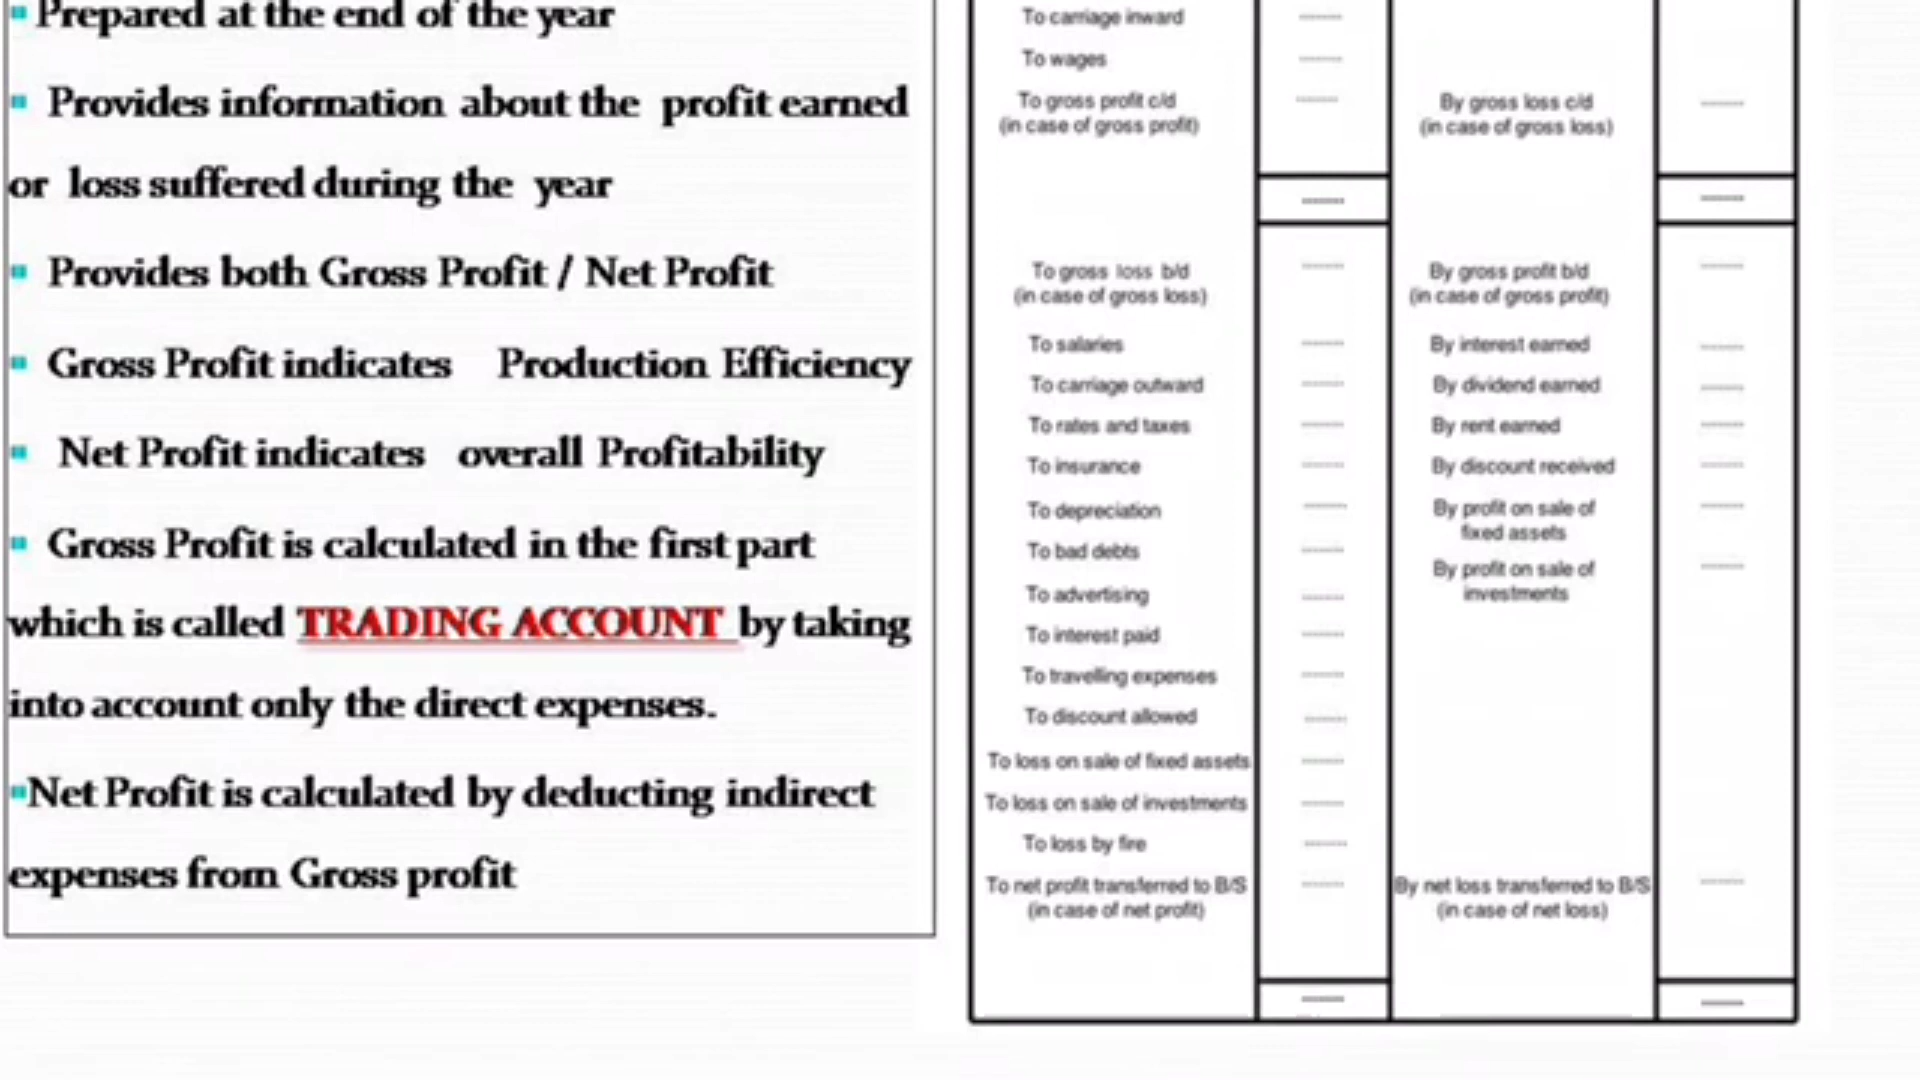 Prepared at the end of the year
Provides information about the profit earned
or loss suffered during the year
Provides both Gross Profit / Net Profit
Gross Profit indicates Production Efficiency
Net Profit indicates overall Profitability
Gross Profit is calculated in the first part
which is called TRADING ACCOUNT by taking
into account only the direct expenses.
Net Profit is calculated by deducting indirect
expenses from Gross profit
To carriage inward
To wages
To gross profit c/d
(in case of gross profit)
By gross loss c/d
(in case of gross loss)
To gross loss b/d
(in case of gross loss)
To salaries
To carriage outward
To rates and taxes
To insurance
To depreciation
To bad debts
To advertising
To interest paid
To travelling expenses
To discount allowed
To loss on sale of fixed assets
To loss on sale of investments
To loss by fire
To net profit transferred to B/S
(in case of net profit)
By gross profit b/d
(in case of gross profit)
By interest earned
By dividend earned
By rent earned
By discount received
By profit on sale of
fixed assets
By profit on sale of
investments
By net loss transferred to B/S
(in case of net loss)